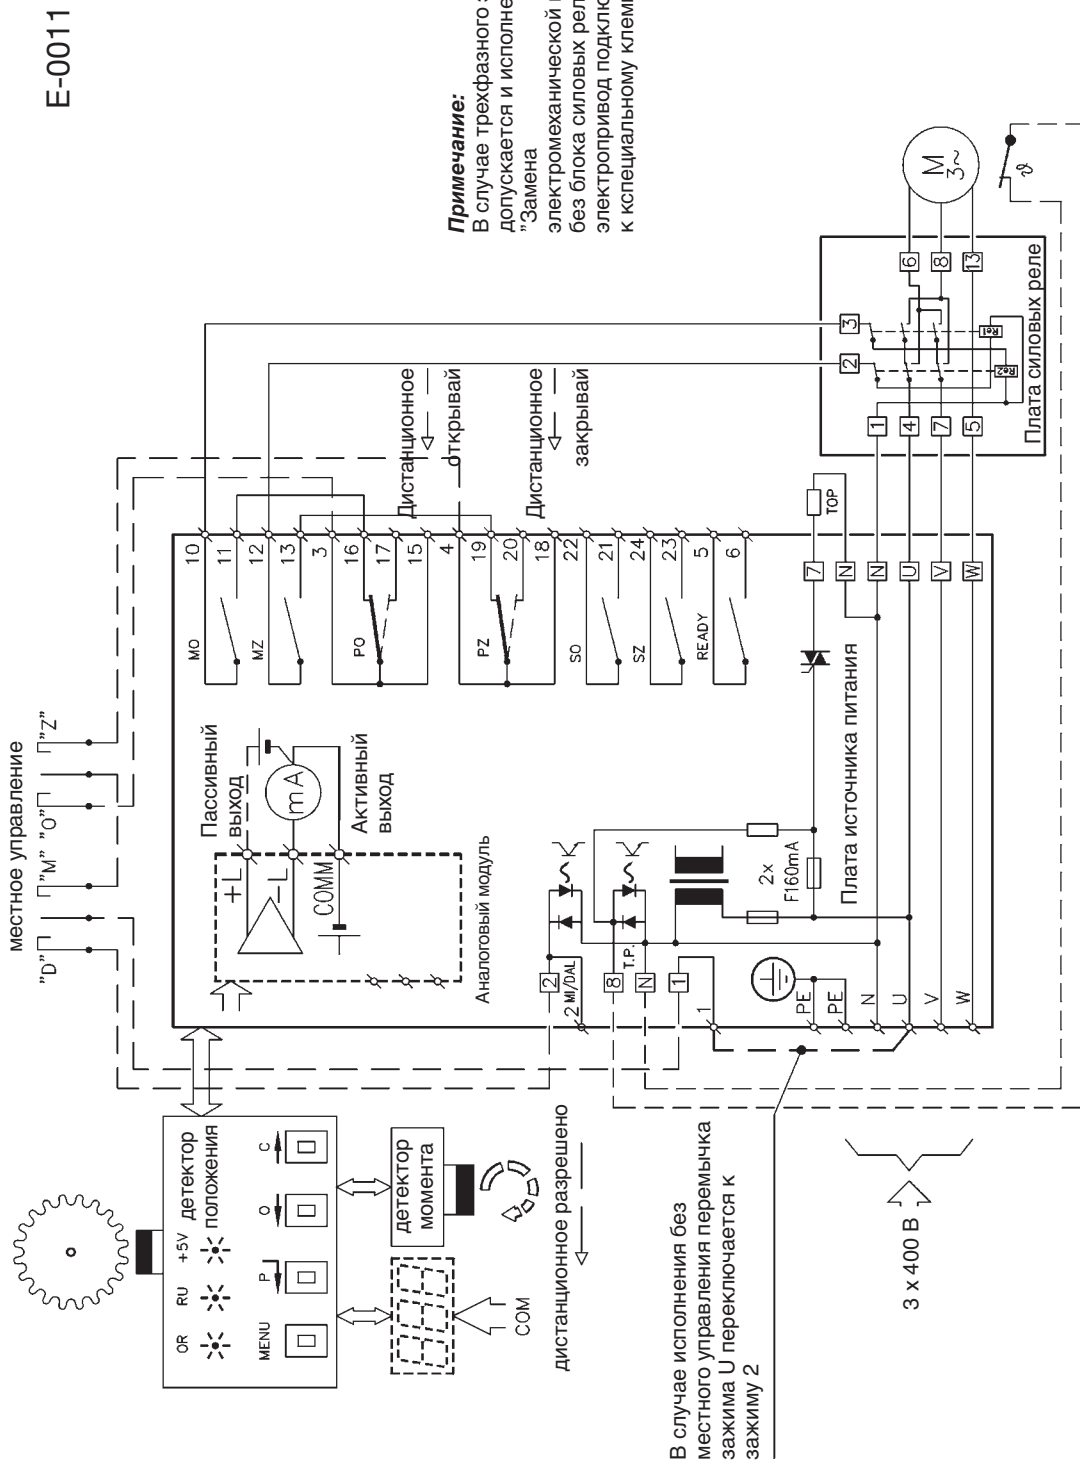 E-0011
местное управление
"D" "M" "O" "Z"
OR RU +5V
детектор
положения
MENU P O C
детектор
момента
COM
дистанционное разрешено
Пассивный
выход
+L
-L
mA
COMM
Активный
выход
Аналоговый модуль
MO 10
11
MZ 12
13
3
PO 16
17
15
4
PZ 19
20
18
SO 22
21
SZ 24
23
READY 5
6
Дистанционное
открывай
Дистанционное
закрывай
Примечание:
В случае трехфазного
допускается и исполне
"Замена
электромеханической
без блока силовых рел
электропривод подклю
к кспециальному клем
2
2 MI/DAL
8
T.P.
N
1
1
2x
F160mA
PE
PE
N
U
V
W
Плата источника питания
7
N
N
U
V
W
TOP
3
2
1
4
7
5
6
8
13
Re1
Re2
Плата силовых реле
M
3~
ϑ
В случае исполнения без
местного управления перемычка
зажима U переключается к
зажиму 2
3 x 400 В